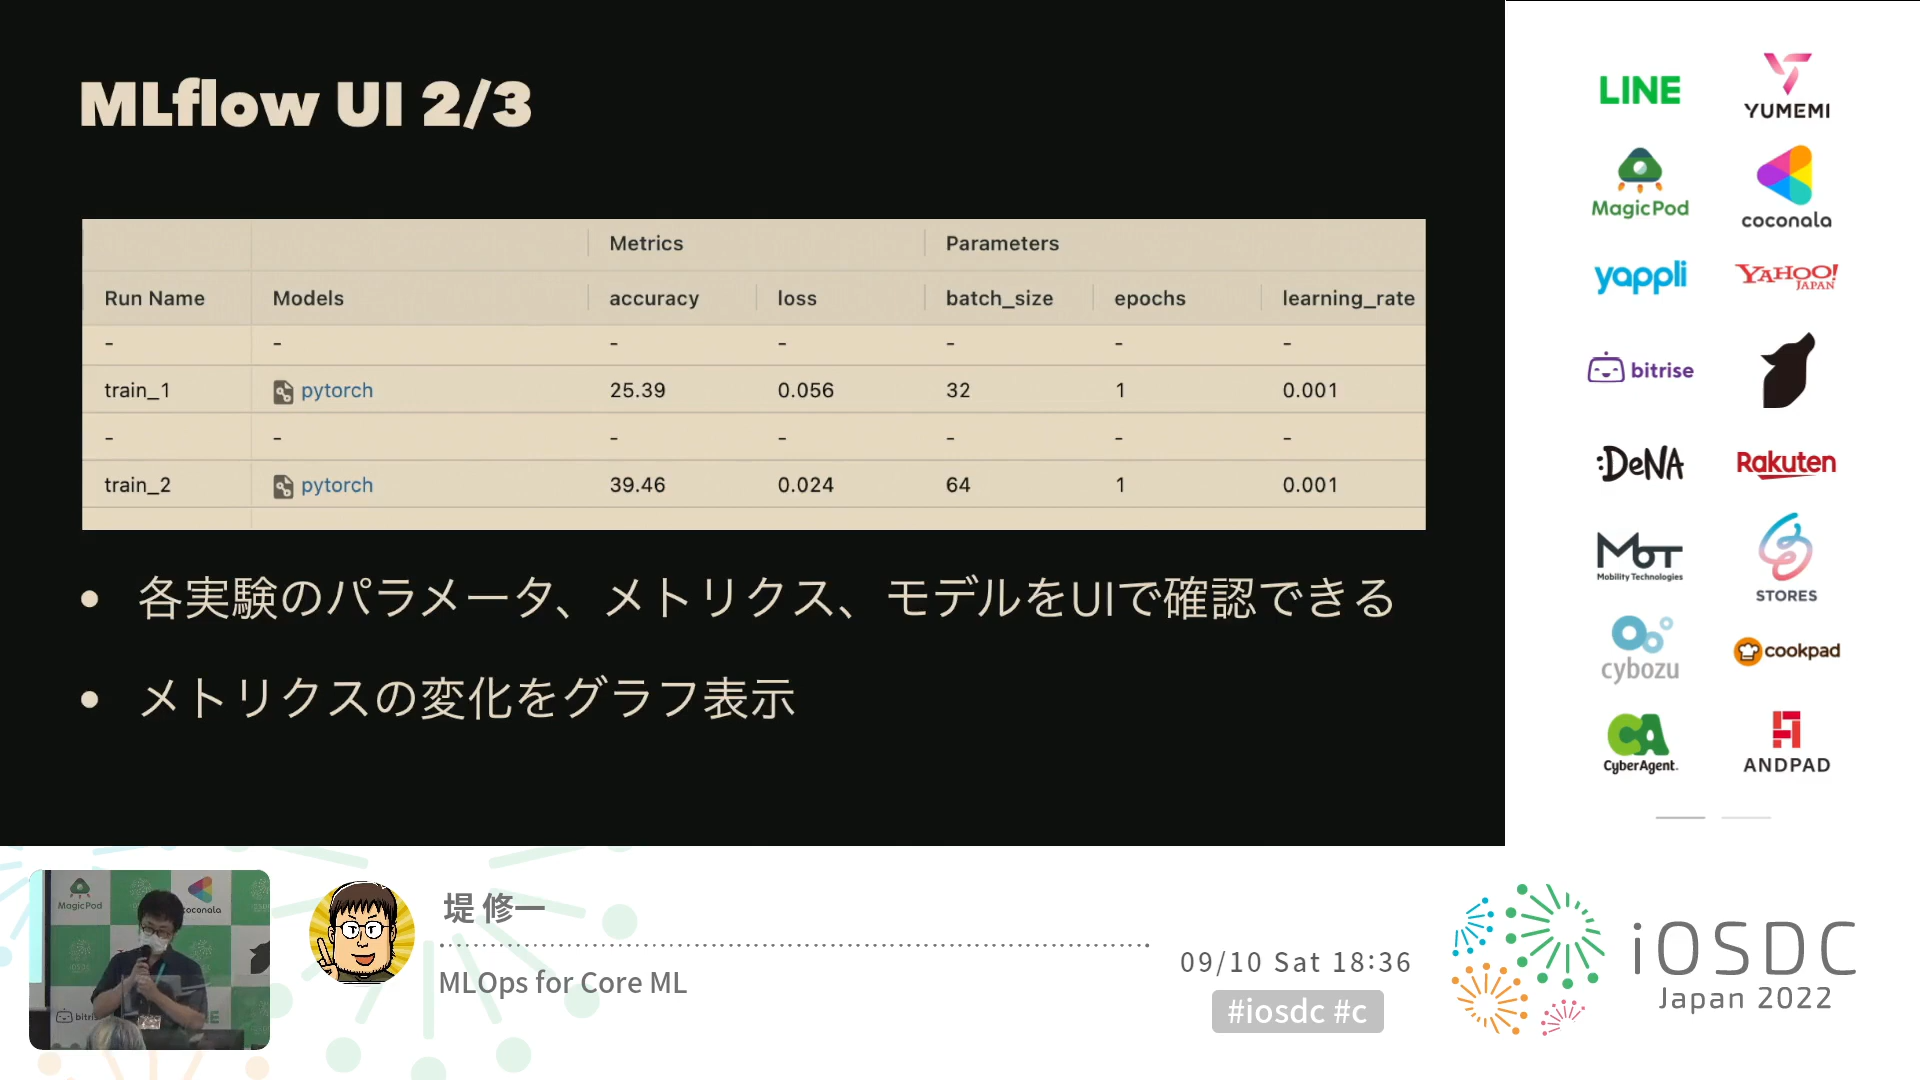 MLflow UI 2/3
Metrics Parameters
Run Name Models accuracy loss batch_size epochs learning_rate
- - - - - - -
train_1 pytorch 25.39 0.056 32 1 0.001
- - - - - - -
train_2 pytorch 39.46 0.024 64 1 0.001
• 各実験のパラメータ、メトリクス、モデルをUIで確認できる
• メトリクスの変化をグラフ表示
LINE YUMEMI
MagicPod coconala
yappli YAHOO! JAPAN
bitrise
:DeNA Rakuten
MoT
Mobility Technologies
STORES
cybozu cookpad
CA
CyberAgent. ANDPAD
MagicPod coconala
堤 修一
MLOps for Core ML
09/10 Sat 18:36
#iosdc #c
iOSDC
Japan 2022